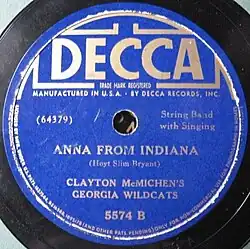 DECCA
TRADE MARK REGISTERED
MANUFACTURED IN U.S.A. · BY DECCA RECORDS, INC.
(64379)
String Band
with Singing
ANNA FROM INDIANA
(Hoyt Slim Bryant)
CLAYTON McMICHEN'S
GEORGIA WILDCATS
5574 B